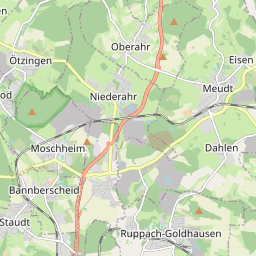 Oberahr
Ötzingen
Eisen
Meudt
od
Niederahr
Moschheim
Dahlen
Bannberscheid
Staudt
Ruppach-Goldhausen